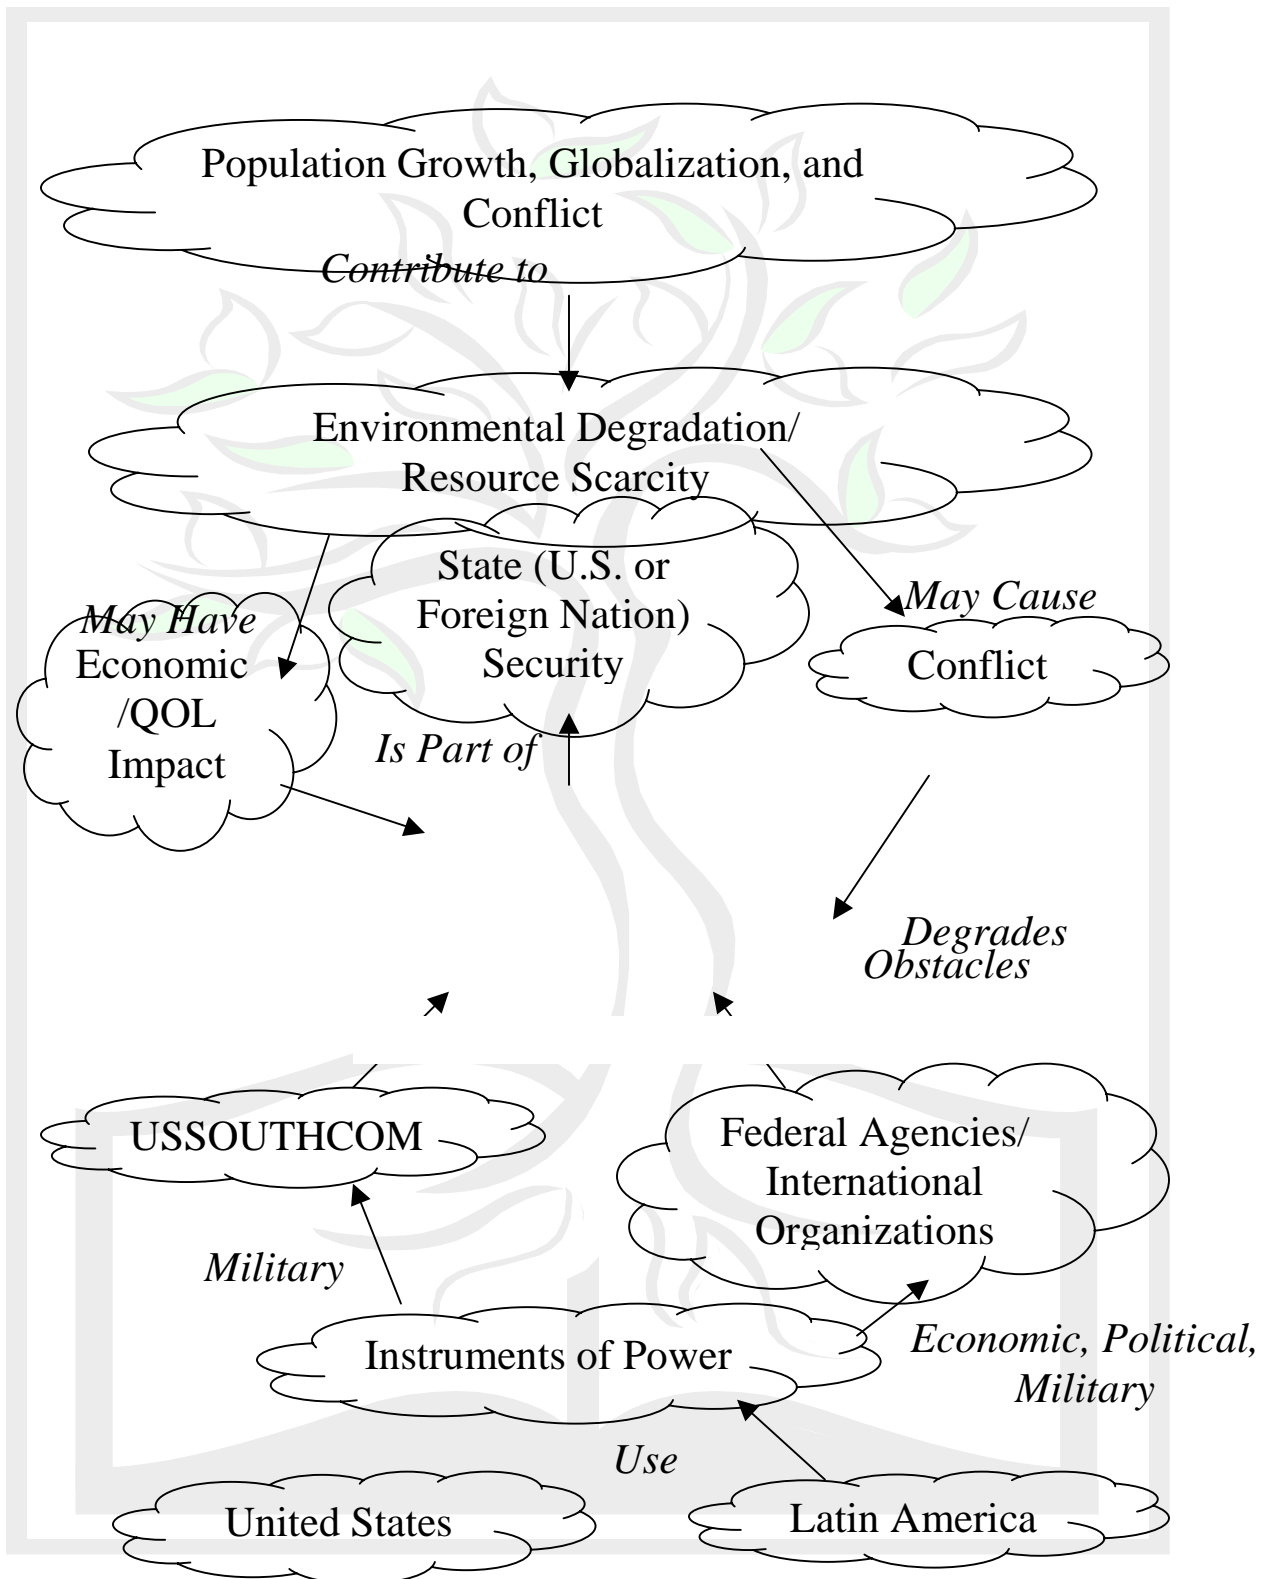 Population Growth, Globalization, and
Conflict
Contribute to
Environmental Degradation/
Resource Scarcity
State (U.S. or
Foreign Nation)
Security
May Have
Economic
/QOL
Impact
May Cause
Conflict
Is Part of
Degrades
Obstacles
USSOUTHCOM
Federal Agencies/
International
Organizations
Military
Instruments of Power
Economic, Political,
Military
Use
United States
Latin America